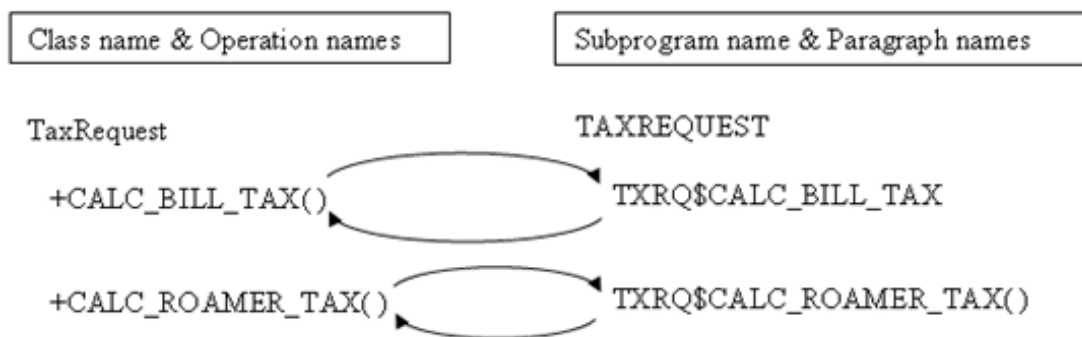 Class name & Operation names
Subprogram name & Paragraph names
TaxRequest
TAXREQUEST
+CALC_BILL_TAX()
TXRQ$CALC_BILL_TAX
+CALC_ROAMER_TAX()
TXRQ$CALC_ROAMER_TAX()